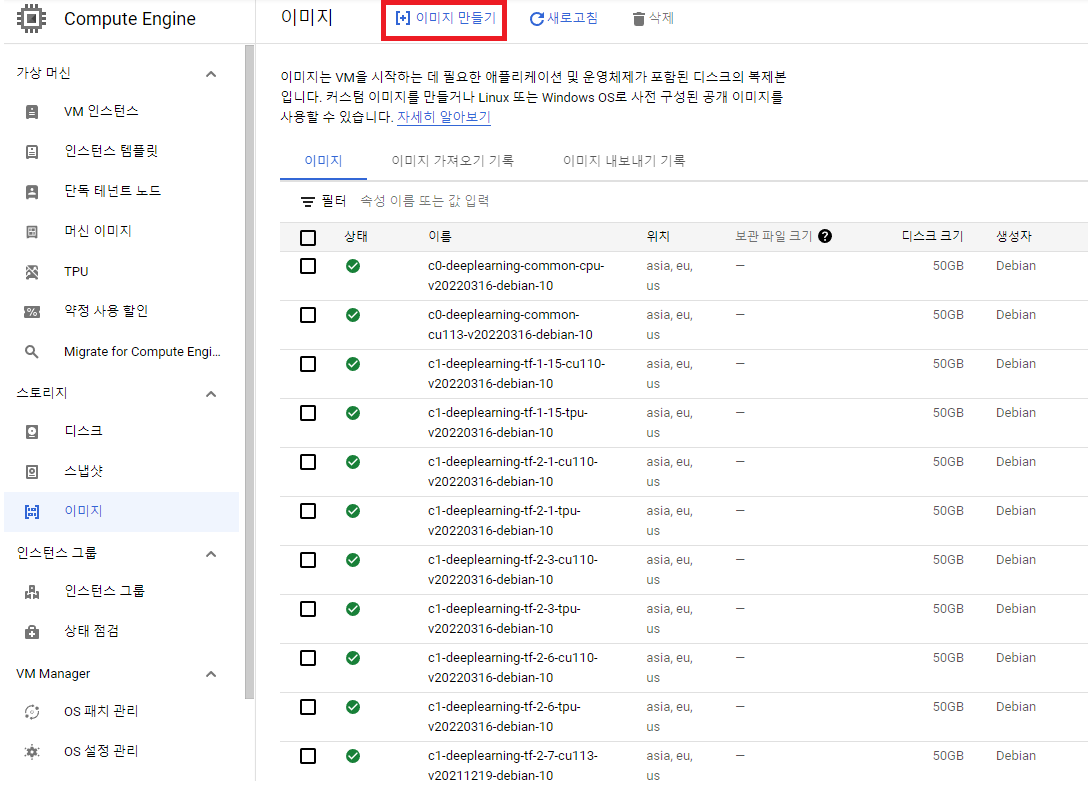 Compute Engine
가상 머신
VM 인스턴스
인스턴스 템플릿
단독 테넌트 노드
머신 이미지
TPU
약정 사용 할인
Migrate for Compute Engi...
스토리지
디스크
스냅샷
이미지
인스턴스 그룹
인스턴스 그룹
상태 점검
VM Manager
OS 패치 관리
OS 설정 관리
이미지
이미지 만들기
새로고침
삭제
이미지는 VM을 시작하는 데 필요한 애플리케이션 및 운영체제가 포함된 디스크의 복제본
입니다. 커스텀 이미지를 만들거나 Linux 또는 Windows OS로 사전 구성된 공개 이미지를
사용할 수 있습니다. 자세히 알아보기
이미지 이미지 가져오기 기록 이미지 내보내기 기록
필터 속성 이름 또는 값 입력
상태 이름 위치 보관 파일 크기 ? 디스크 크기 생성자
c0-deeplearning-common-cpu- asia, eu, — 50GB Debian
v20220316-debian-10 us
c0-deeplearning-common- asia, eu, — 50GB Debian
cu113-v20220316-debian-10 us
c1-deeplearning-tf-1-15-cu110- asia, eu, — 50GB Debian
v20220316-debian-10 us
c1-deeplearning-tf-1-15-tpu- asia, eu, — 50GB Debian
v20220316-debian-10 us
c1-deeplearning-tf-2-1-cu110- asia, eu, — 50GB Debian
v20220316-debian-10 us
c1-deeplearning-tf-2-1-tpu- asia, eu, — 50GB Debian
v20220316-debian-10 us
c1-deeplearning-tf-2-3-cu110- asia, eu, — 50GB Debian
v20220316-debian-10 us
c1-deeplearning-tf-2-3-tpu- asia, eu, — 50GB Debian
v20220316-debian-10 us
c1-deeplearning-tf-2-6-cu110- asia, eu, — 50GB Debian
v20220316-debian-10 us
c1-deeplearning-tf-2-6-tpu- asia, eu, — 50GB Debian
v20220316-debian-10 us
c1-deeplearning-tf-2-7-cu113- asia, eu, — 50GB Debian
v20211219-debian-10 us